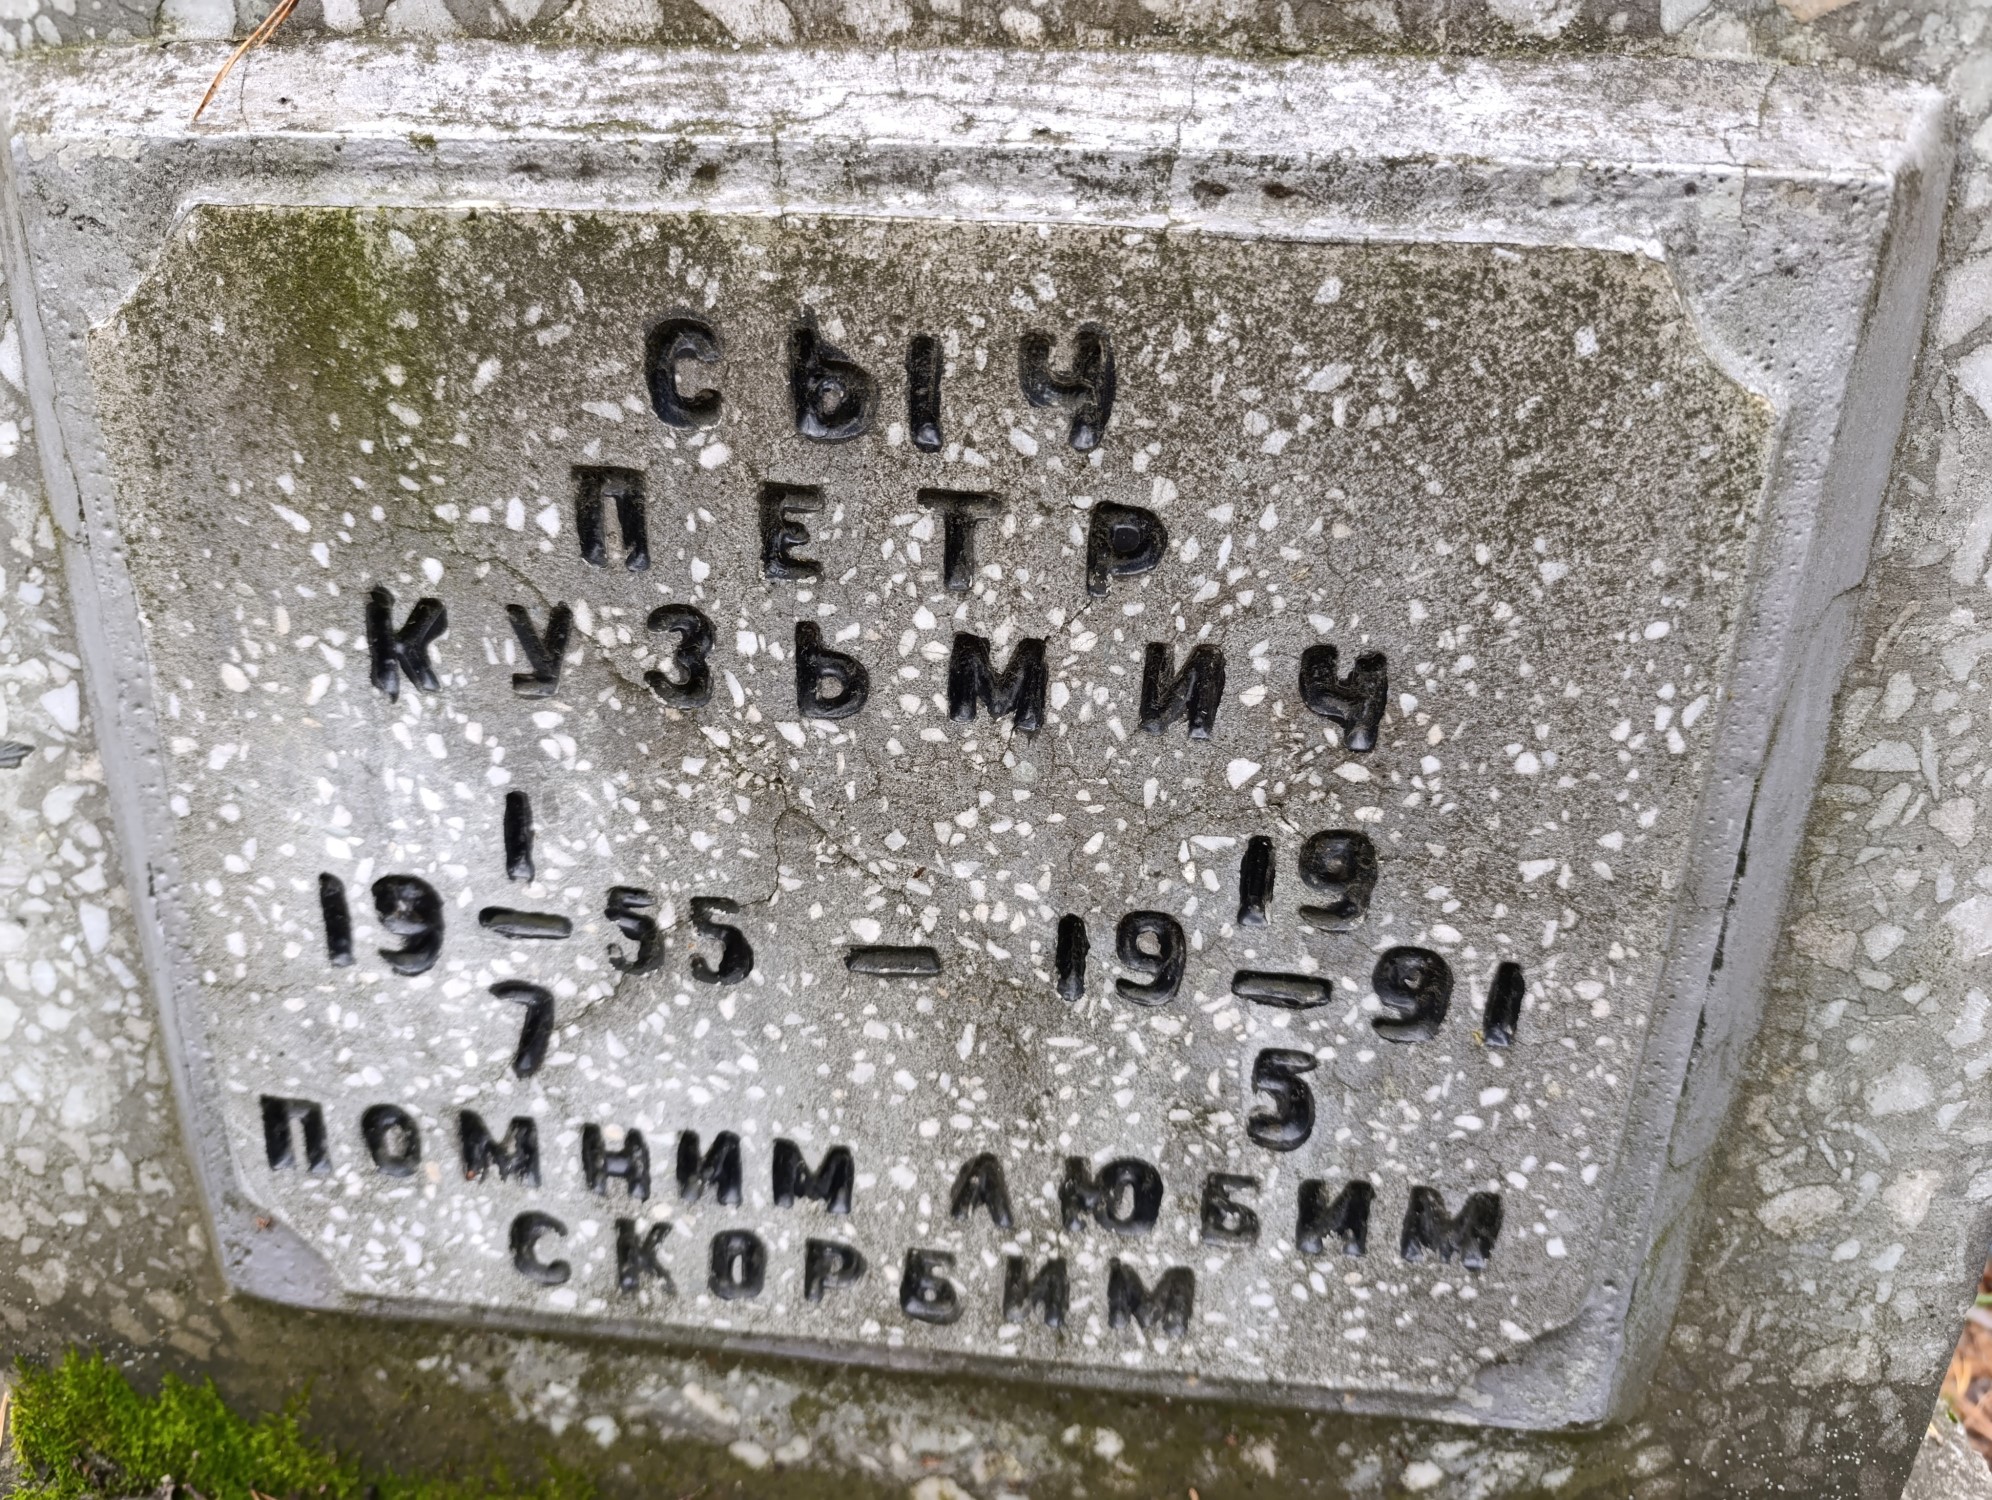 СЫЧ
ПЕТР
КУЗЬМИЧ
19 1/7 55 — 19 19/5 91
ПОМНИМ ЛЮБИМ
СКОРБИМ